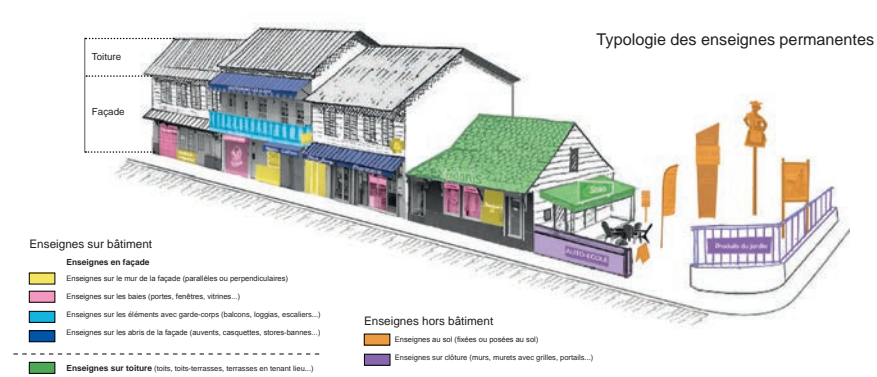 Typologie des enseignes permanentes
Toiture
Façade
Stop
AUTO-ECOLE
Produits du jardin
Enseignes sur bâtiment
Enseignes en façade
Enseignes sur le mur de la façade (parallèles ou perpendiculaires)
Enseignes sur les baies (portes, fenêtres, vitrines...)
Enseignes sur les éléments avec garde-corps (balcons, loggias, escaliers...)
Enseignes sur les abris de la façade (auvents, casquettes, stores-bannes...)
Enseignes sur toiture (toits, toits-terrasses, terrasses en tenant lieu...)
Enseignes hors bâtiment
Enseignes au sol (fixées ou posées au sol)
Enseignes sur clôture (murs, murets avec grilles, portails...)